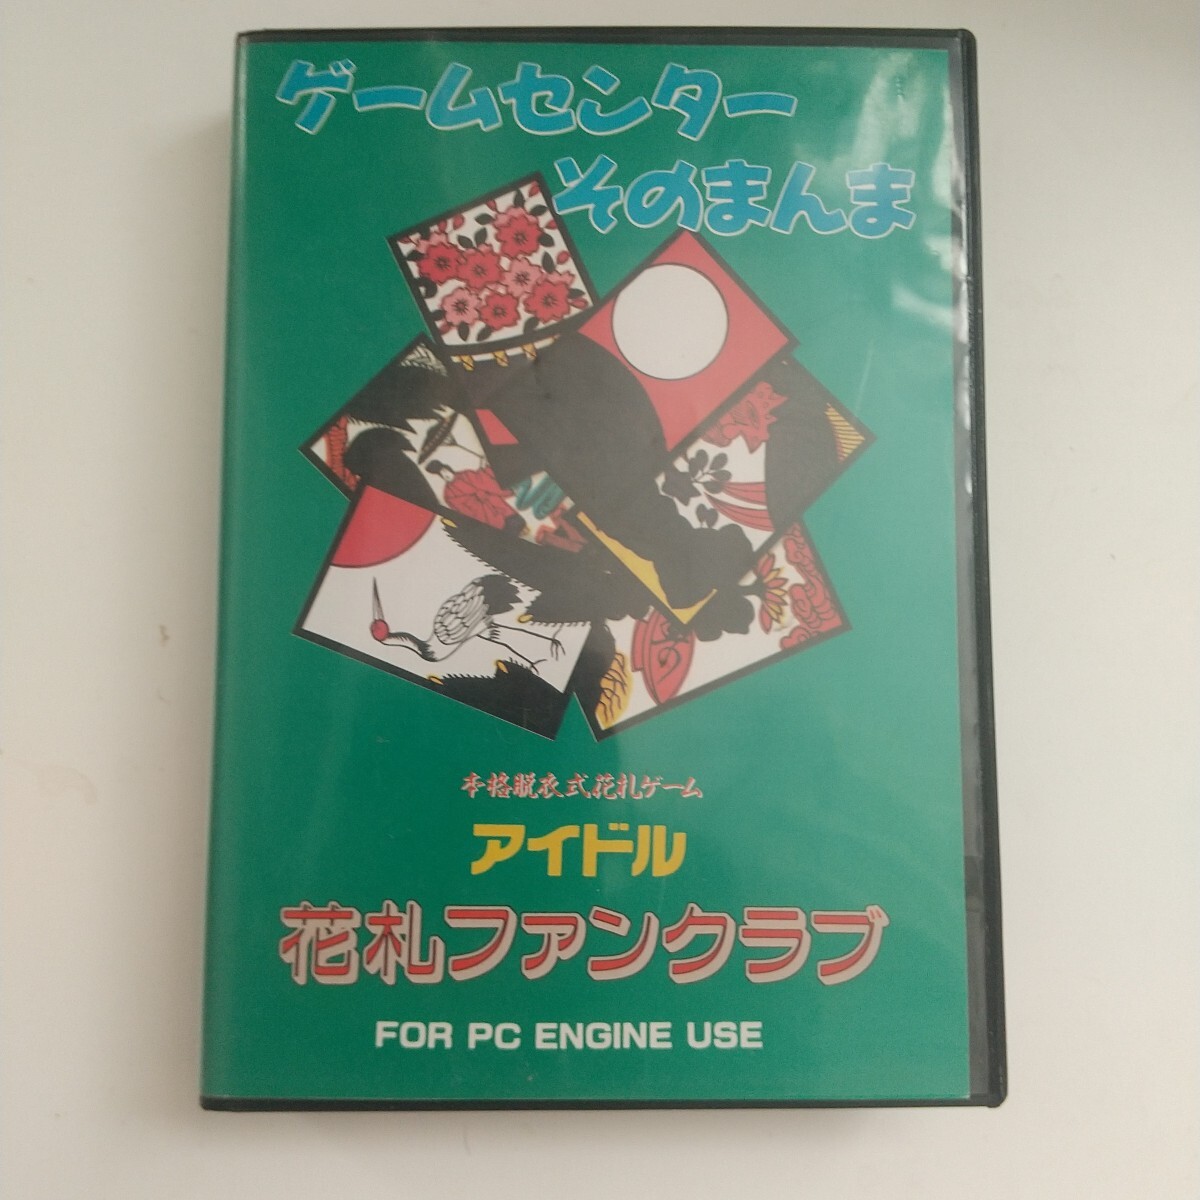 ゲームセンター
そのまんま
本格脱衣式花札ゲーム
アイドル
花札ファンクラブ
FOR PC ENGINE USE